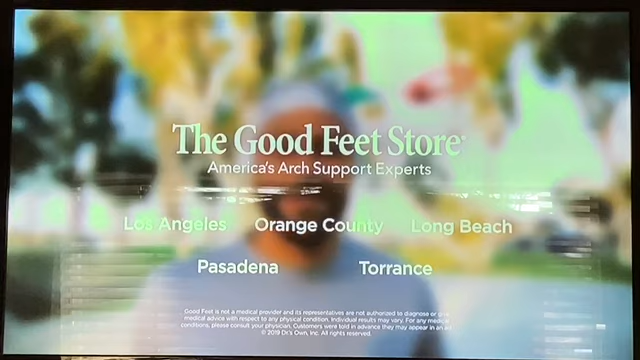 The Good Feet Store®
America's Arch Support Experts
Los Angeles Orange County Long Beach
Pasadena Torrance
Good Feet is not a medical provider and its representatives are not authorized to diagnose or give
medical advice with respect to any physical condition. Individual results may vary. For any medical
conditions, please consult your physician. Customers were told in advance they may appear in an
© 2019 Dr.'s Own, Inc. All rights reserved.